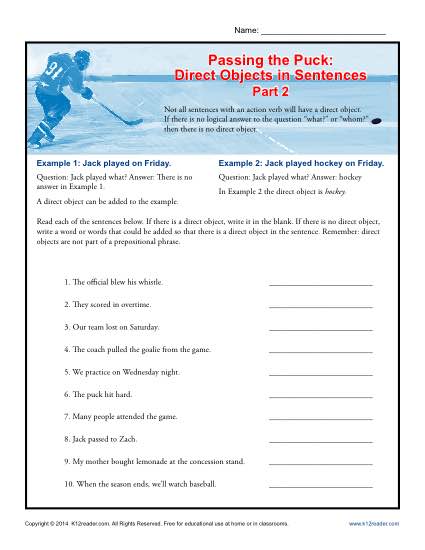 Name:
91
Passing the Puck:
Direct Objects in Sentences
Part 2
Not all sentences with an action verb will have a direct object.
If there is no logical answer to the question "what?" or "whom?"
then there is no direct object.
Example 1: Jack played on Friday.
Question: Jack played what? Answer: There is no
answer in Example 1.
A direct object can be added to the example.
Example 2: Jack played hockey on Friday.
Question: Jack played what? Answer: hockey
In Example 2 the direct object is hockey.
Read each of the sentences below. If there is a direct object, write it in the blank. If there is no direct object,
write a word or words that could be added so that there is a direct object in the sentence. Remember: direct
objects are not part of a prepositional phrase.
1. The official blew his whistle.
2. They scored in overtime.
3. Our team lost on Saturday.
4. The coach pulled the goalie from the game.
5. We practice on Wednesday night.
6. The puck hit hard.
7. Many people attended the game.
8. Jack passed to Zach.
9. My mother bought lemonade at the concession stand.
10. When the season ends, we'll watch baseball.
Copyright © 2014 K12reader.com. All Rights Reserved. Free for educational use at home or in classrooms.
www.k12reader.com